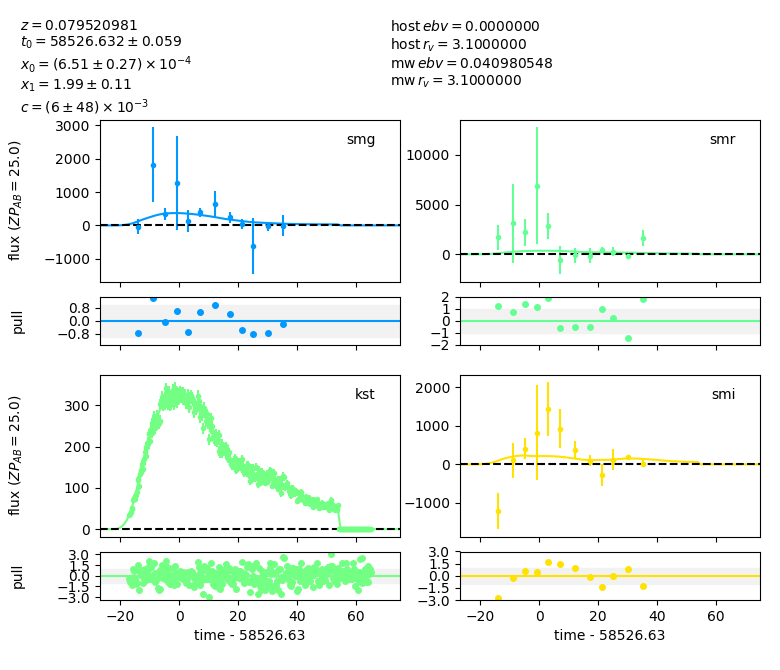 z = 0.079520981
t₀ = 58526.632 ± 0.059
x₀ = (6.51 ± 0.27) × 10⁻⁴
x₁ = 1.99 ± 0.11
c = (6 ± 48) × 10⁻³
host ebv = 0.0000000
host r_v = 3.1000000
mw ebv = 0.040980548
mw r_v = 3.1000000
flux (ZP_AB = 25.0)
3000
2000
1000
0
−1000
smg
10000
5000
0
smr
pull
0.8
0.0
−0.8
2
1
0
−1
−2
flux (ZP_AB = 25.0)
300
200
100
0
kst
2000
1000
0
−1000
smi
pull
3.0
1.5
0.0
−1.5
−3.0
3.0
1.5
0.0
−1.5
−3.0
−20 0 20 40 60
−20 0 20 40 60
time - 58526.63
time - 58526.63